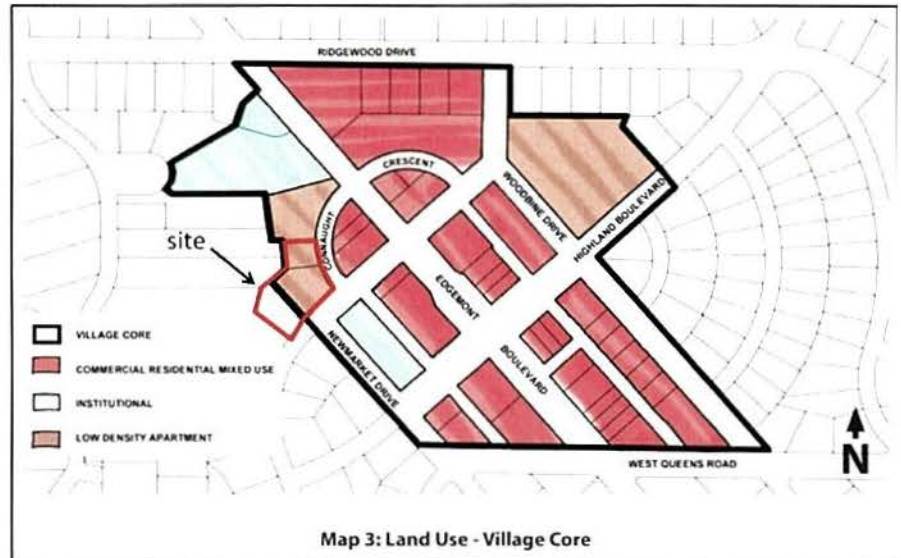 RIDGEWOOD DRIVE
CRESCENT
CONNAUGHT
WOODBINE DRIVE
HIGHLAND BOULEVARD
site
EDGEMONT
BOULEVARD
NEWMARKET DRIVE
VILLAGE CORE
COMMERCIAL RESIDENTIAL MIXED USE
INSTITUTIONAL
LOW DENSITY APARTMENT
WEST QUEENS ROAD
N
Map 3: Land Use - Village Core